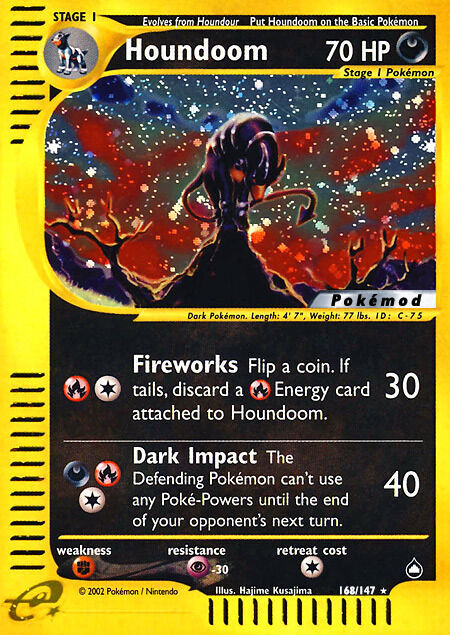 STAGE 1
Evolves from Houndour Put Houndoom on the Basic Pokémon
Houndoom 70 HP
Stage 1 Pokémon
Pokémod
Dark Pokémon. Length: 4' 7", Weight: 77 lbs. ID: C-75
Fireworks Flip a coin. If
tails, discard a Energy card
attached to Houndoom.
30
Dark Impact The
Defending Pokémon can't use
any Poké-Powers until the end
of your opponent's next turn.
40
weakness resistance retreat cost
-30
© 2002 Pokémon / Nintendo Illus. Hajime Kusajima 168/147
e